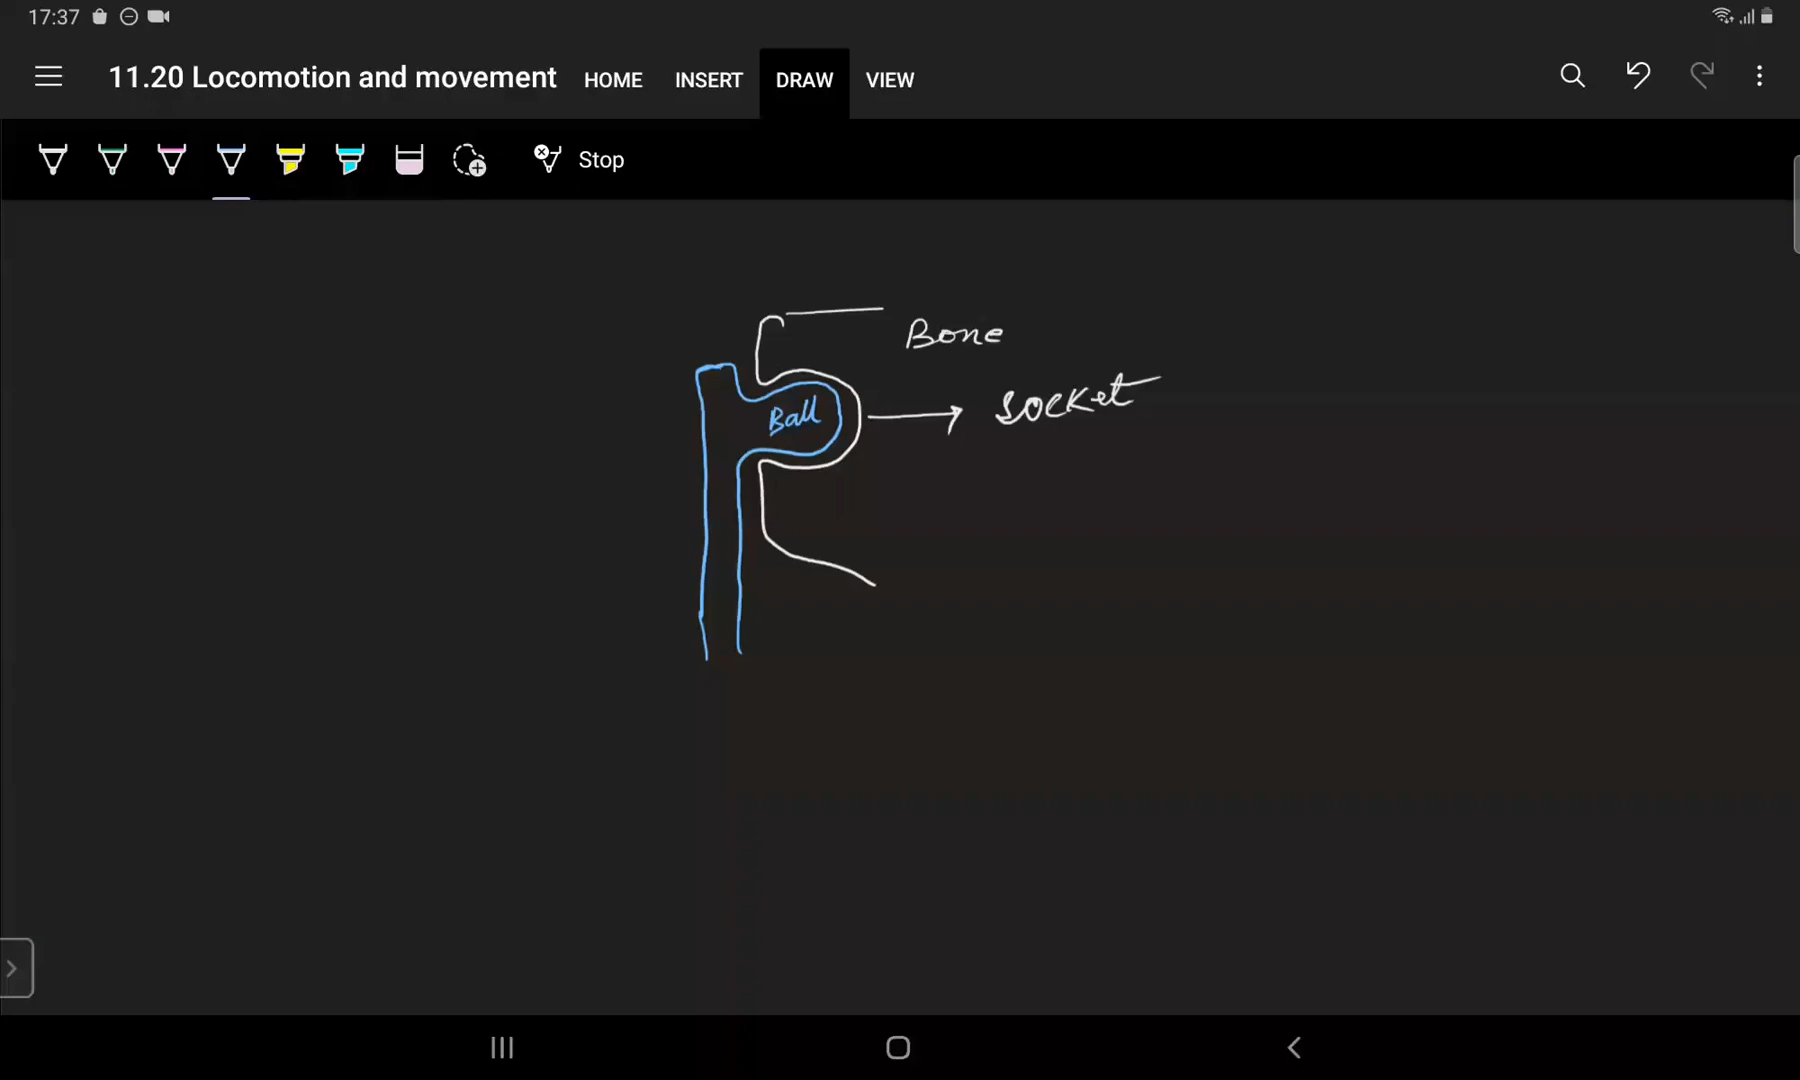 17:37
11.20 Locomotion and movement HOME INSERT DRAW VIEW
Stop
Bone
Ball
socket